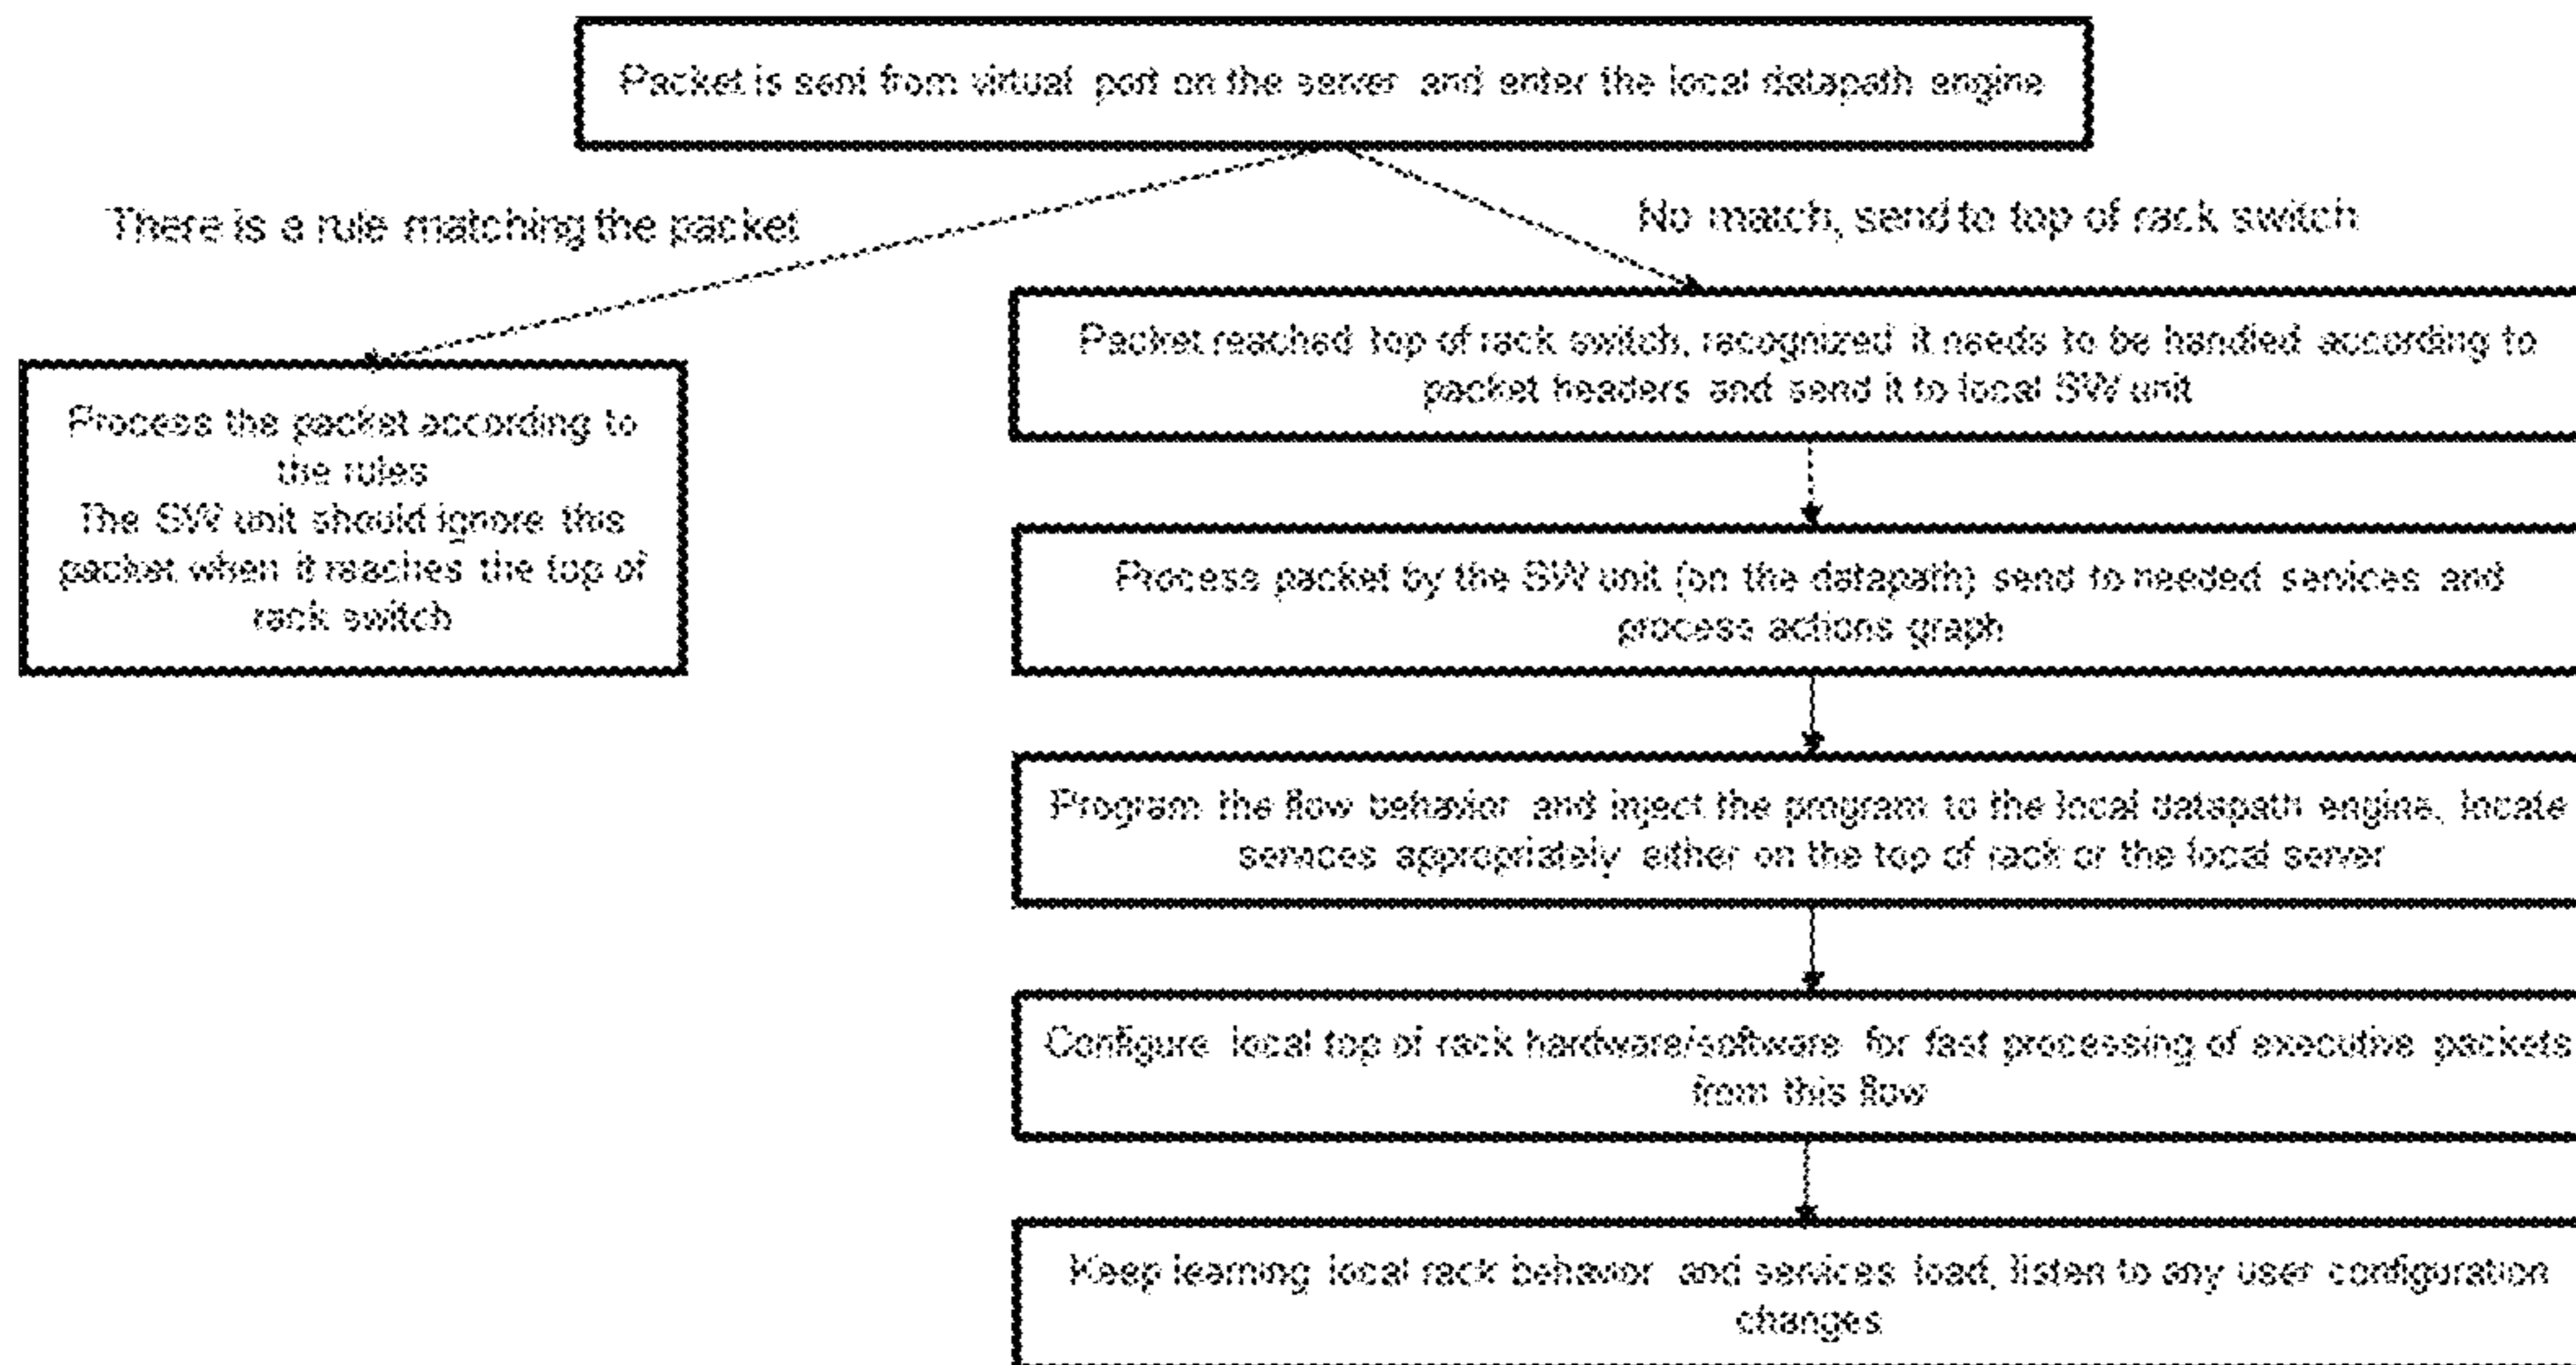 Packet is sent from virtual port on the server and enter the local datapath engine
There is a rule matching the packet
No match, send to top of rack switch
Process the packet according to
the rules
The SW unit should ignore this
packet when it reaches the top of
rack switch
Packet reached top of rack switch, recognized it needs to be handled according to
packet headers and send it to local SW unit
Process packet by the SW unit (on the datapath) send to needed services and
process actions graph
Program the flow behavior and inject the program to the local datapath engine, locate
services appropriately either on the top of rack or the local server
Configure local top of rack hardware/software for fast processing of executive packets
from this flow
Keep learning local rack behavior and services load, listen to any user configuration
changes